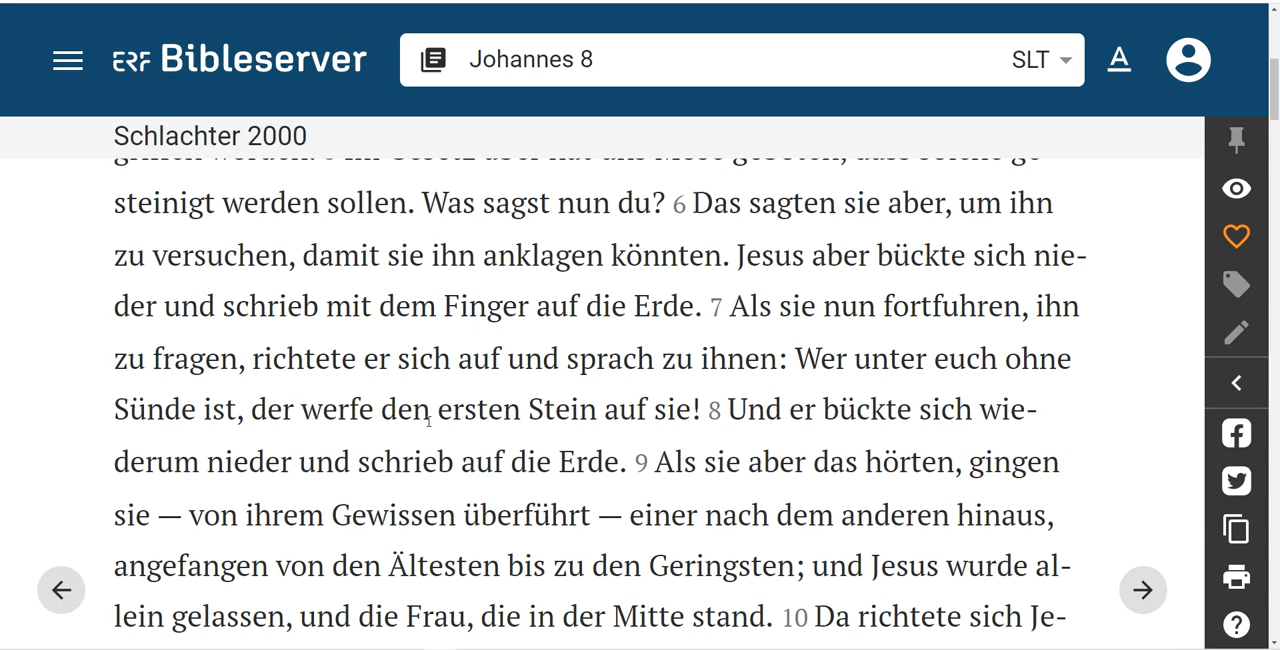 ERF Bibleserver
Johannes 8
SLT
A
Schlachter 2000
steinigt werden sollen. Was sagst nun du? 6 Das sagten sie aber, um ihn
zu versuchen, damit sie ihn anklagen könnten. Jesus aber bückte sich nie-
der und schrieb mit dem Finger auf die Erde. 7 Als sie nun fortfuhren, ihn
zu fragen, richtete er sich auf und sprach zu ihnen: Wer unter euch ohne
Sünde ist, der werfe den ersten Stein auf sie! 8 Und er bückte sich wie-
derum nieder und schrieb auf die Erde. 9 Als sie aber das hörten, gingen
sie — von ihrem Gewissen überführt — einer nach dem anderen hinaus,
angefangen von den Ältesten bis zu den Geringsten; und Jesus wurde al-
lein gelassen, und die Frau, die in der Mitte stand. 10 Da richtete sich Je-